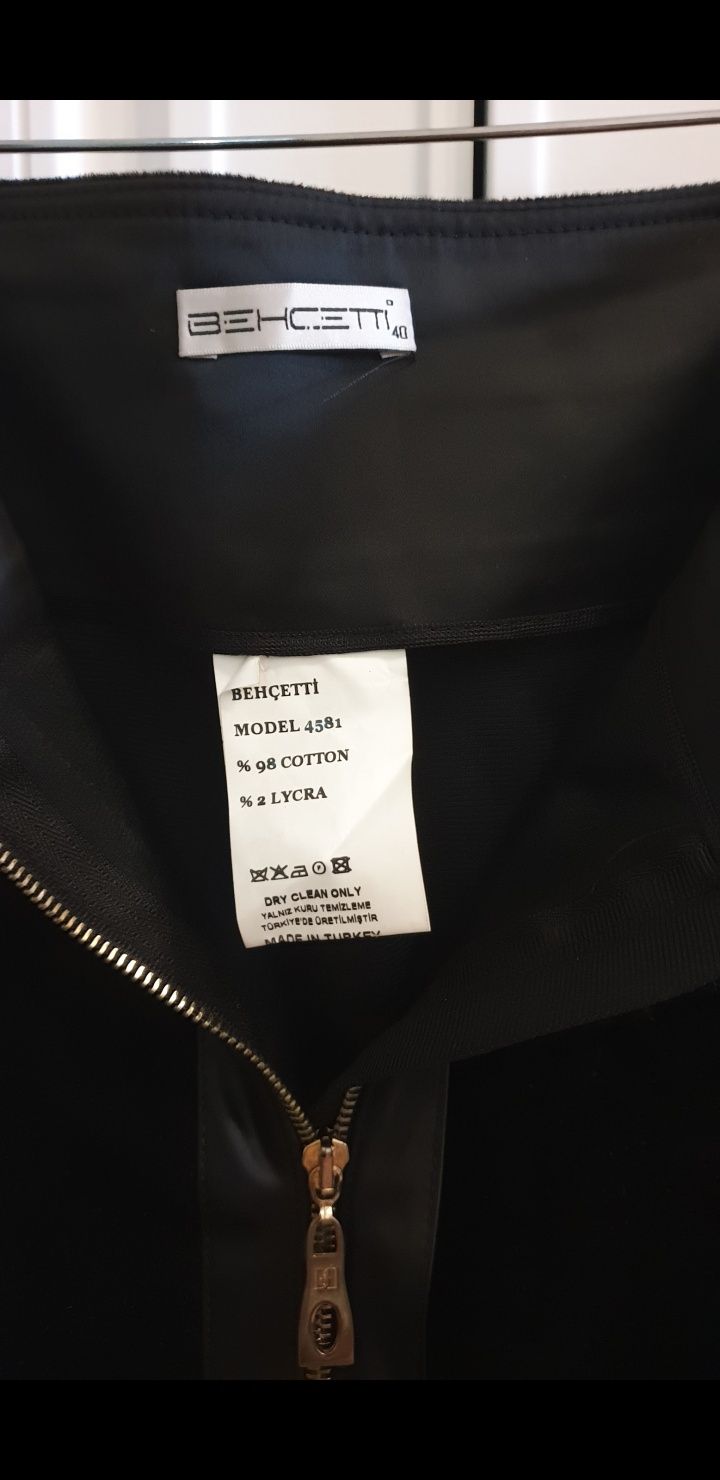 BEHCETTİ 40
BEHÇETTİ
MODEL 4581
% 98 COTTON
% 2 LYCRA
DRY CLEAN ONLY
YALNIZ KURU TEMİZLEME
TÜRKİYE'DE ÜRETİLMİŞTİR
MADE IN TURKEY